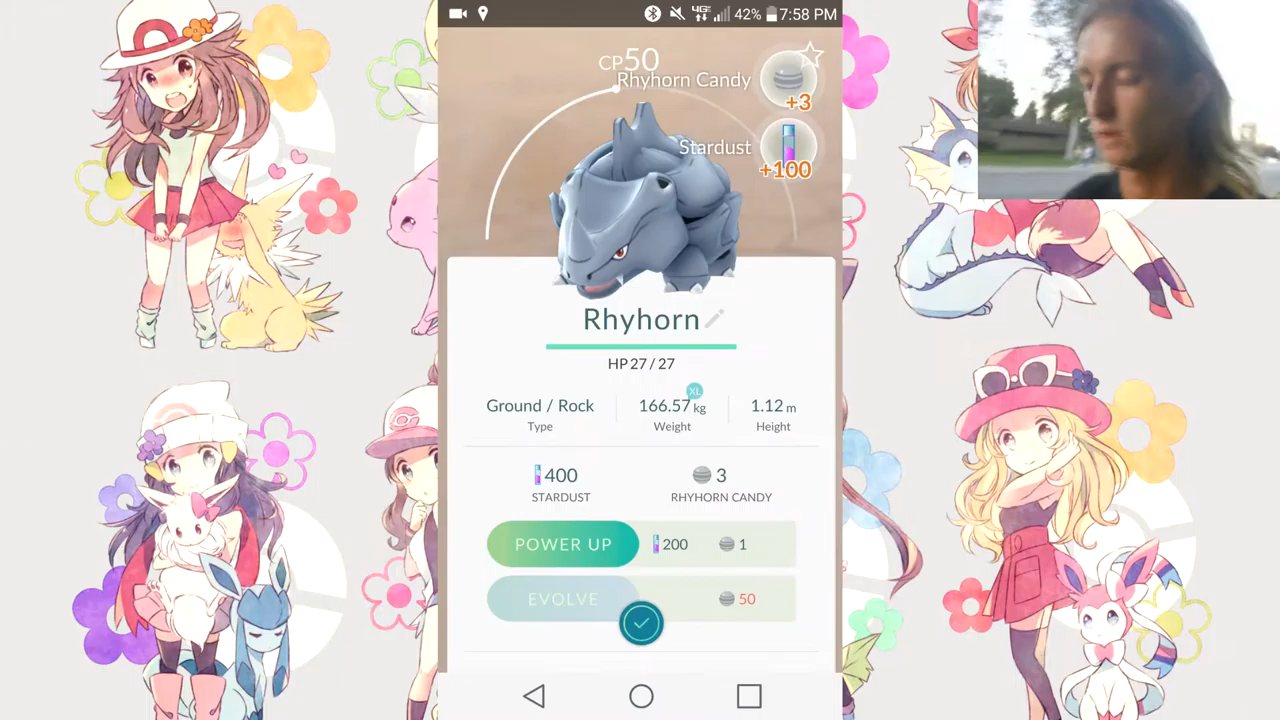 4G 42% 7:58 PM
CP50
Rhyhorn Candy
+3
Stardust
+100
Rhyhorn
HP 27 / 27
Ground / Rock
Type
XL
166.57 kg
Weight
1.12 m
Height
400
STARDUST
3
RHYHORN CANDY
POWER UP 200 1
EVOLVE 50